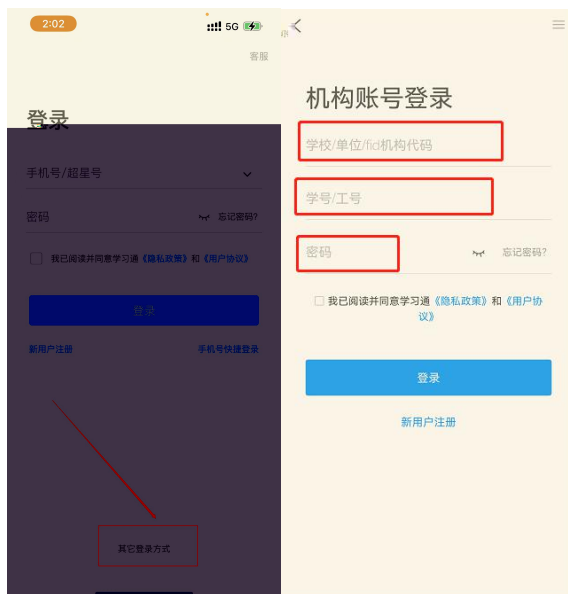 2:02
5G
客服
登录
手机号/超星号
密码
忘记密码?
我已阅读并同意学习通《隐私政策》和《用户协议》
登录
新用户注册
手机号快捷登录
其它登录方式
机构账号登录
学校/单位/fid机构代码
学号/工号
密码
忘记密码?
我已阅读并同意学习通《隐私政策》和《用户协
议》
登录
新用户注册